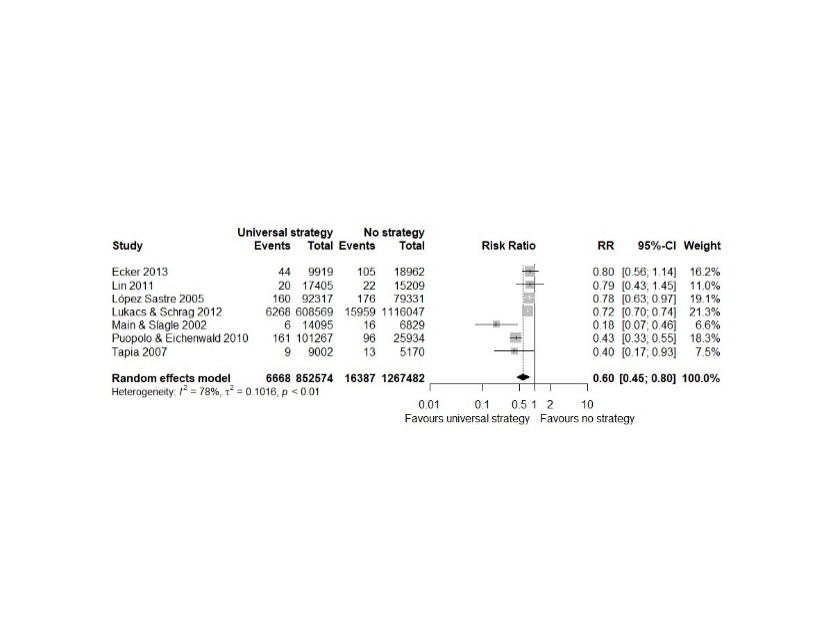 Universal strategy No strategy
Study Events Total Events Total Risk Ratio RR 95%-CI Weight
Ecker 2013 44 9919 105 18962 0.80 [0.56; 1.14] 16.2%
Lin 2011 20 17405 22 15209 0.79 [0.43; 1.45] 11.0%
López Sastre 2005 160 92317 176 79331 0.78 [0.63; 0.97] 19.1%
Lukacs & Schrag 2012 6268 608569 15959 1116047 0.72 [0.70; 0.74] 21.3%
Main & Slagle 2002 6 14095 16 6829 0.18 [0.07; 0.46] 6.6%
Puopolo & Eichenwald 2010 161 101267 96 25934 0.43 [0.33; 0.55] 18.3%
Tapia 2007 9 9002 13 5170 0.40 [0.17; 0.93] 7.5%
Random effects model 6668 852574 16387 1267482 0.60 [0.45; 0.80] 100.0%
Heterogeneity: I² = 78%, τ² = 0.1016, p < 0.01
0.01 0.1 0.5 1 2 10
Favours universal strategy Favours no strategy